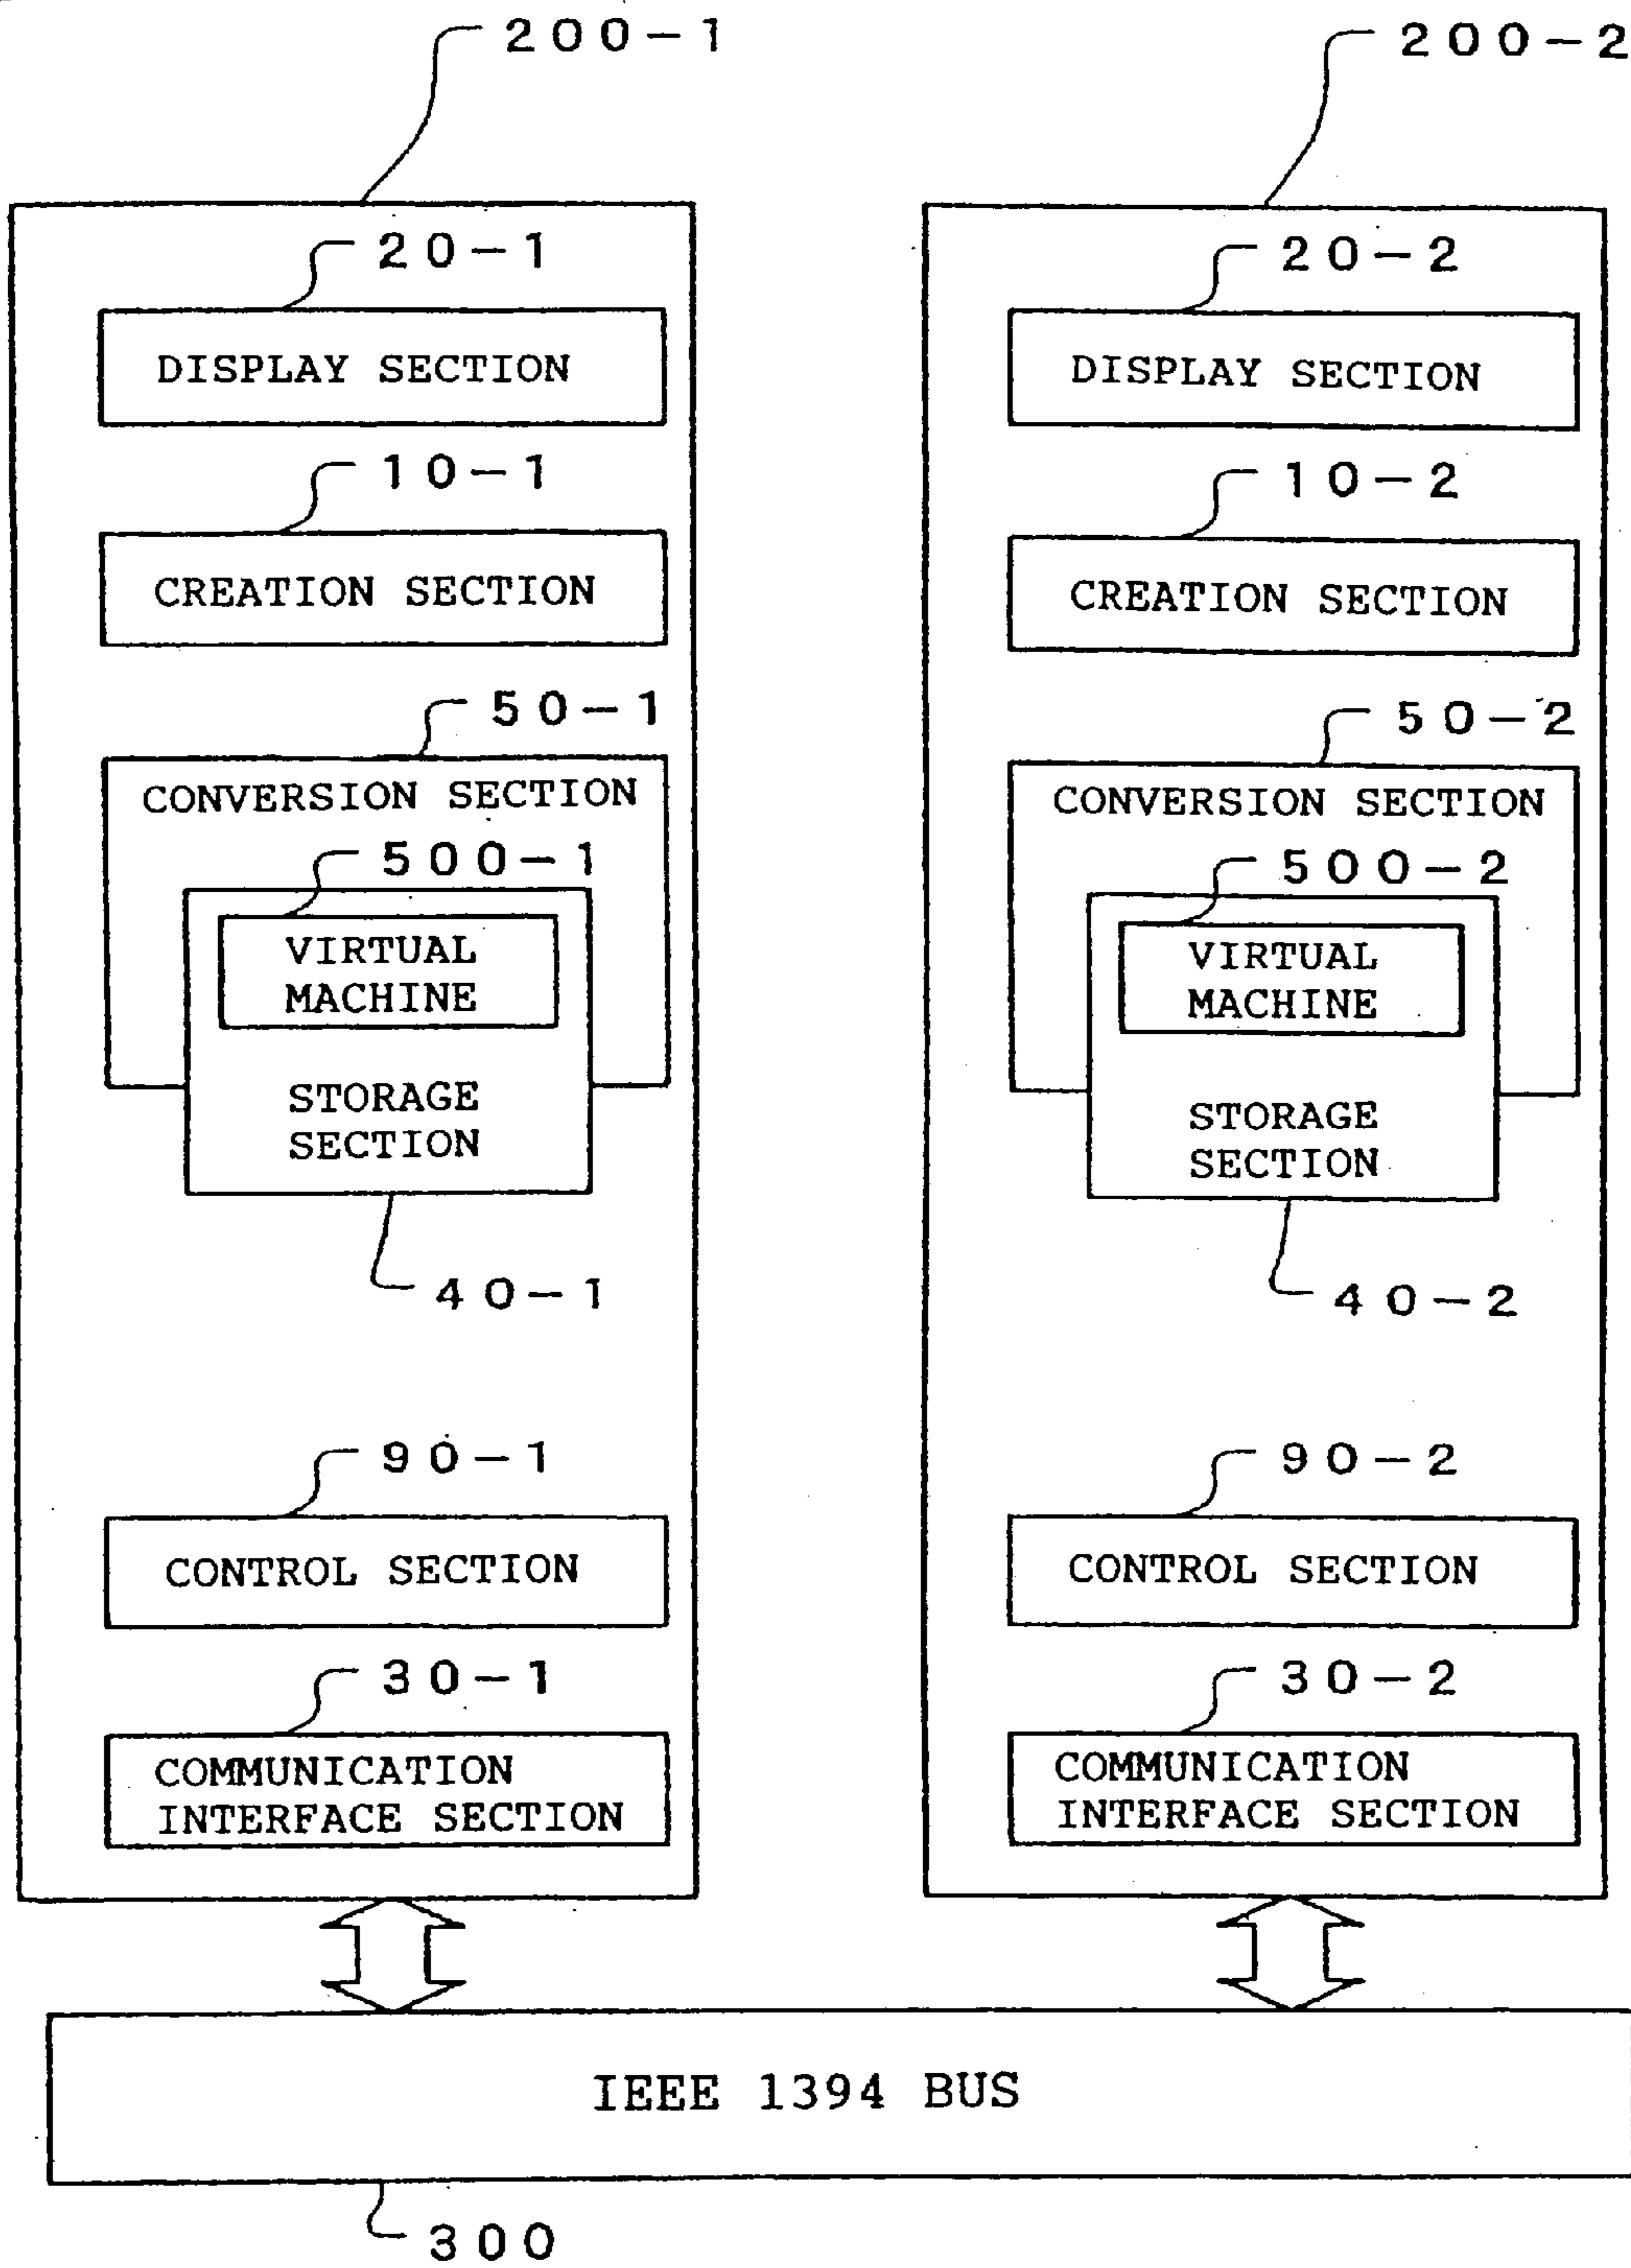 200-1
200-2
20-1
DISPLAY SECTION
10-1
CREATION SECTION
50-1
CONVERSION SECTION
500-1
VIRTUAL
MACHINE
STORAGE
SECTION
40-1
90-1
CONTROL SECTION
30-1
COMMUNICATION
INTERFACE SECTION
20-2
DISPLAY SECTION
10-2
CREATION SECTION
50-2
CONVERSION SECTION
500-2
VIRTUAL
MACHINE
STORAGE
SECTION
40-2
90-2
CONTROL SECTION
30-2
COMMUNICATION
INTERFACE SECTION
IEEE 1394 BUS
300